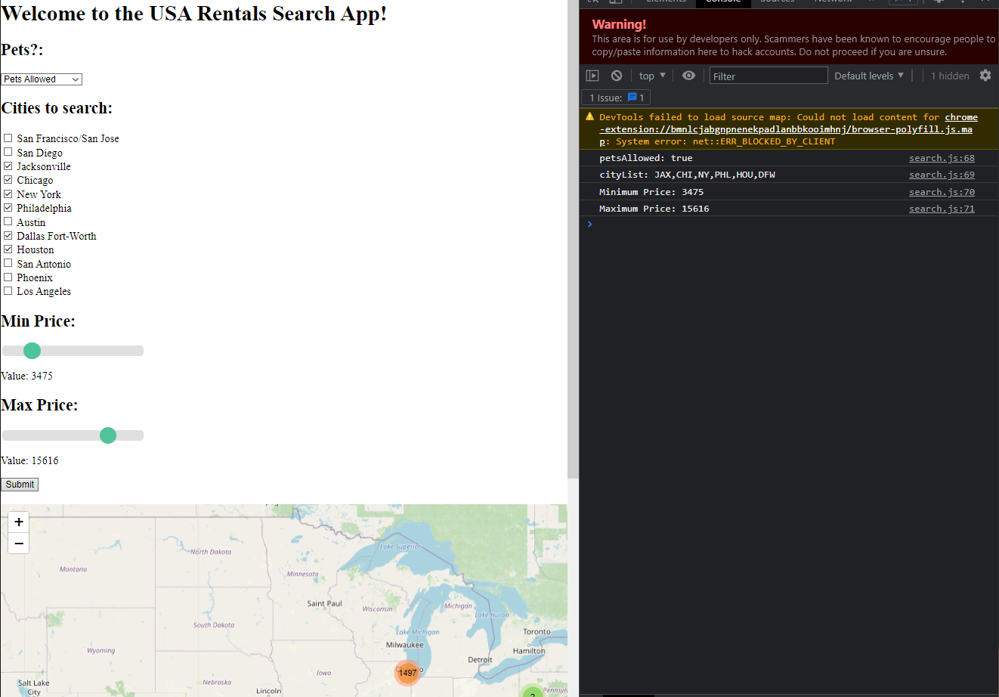 Welcome to the USA Rentals Search App!
Pets?:
Pets Allowed
Cities to search:
San Francisco/San Jose
San Diego
Jacksonville
Chicago
New York
Philadelphia
Austin
Dallas Fort-Worth
Houston
San Antonio
Phoenix
Los Angeles
Min Price:
Value: 3475
Max Price:
Value: 15616
Submit
+
−
Lake Superior
North Dakota
Montana
Minnesota
Saint Paul
Wisconsin
Michigan
Lake Huron
South Dakota
Lake Michigan
Toronto
Milwaukee
Hamilton
Wyoming
Detroit
1497
Iowa
Salt Lake
City
Nebraska
Lincoln
Pennsylv
Elements
Console
Sources
Network
Warning!
This area is for use by developers only. Scammers have been known to encourage people to
copy/paste information here to hack accounts. Do not proceed if you are unsure.
top
Filter
Default levels
1 hidden
1 Issue: 1
DevTools failed to load source map: Could not load content for chrome
-extension://bmnlcjabgnpnenekpadlanbbkooimhnj/browser-polyfill.js.ma
p: System error: net::ERR_BLOCKED_BY_CLIENT
petsAllowed: true search.js:68
cityList: JAX,CHI,NY,PHL,HOU,DFW search.js:69
Minimum Price: 3475 search.js:70
Maximum Price: 15616 search.js:71